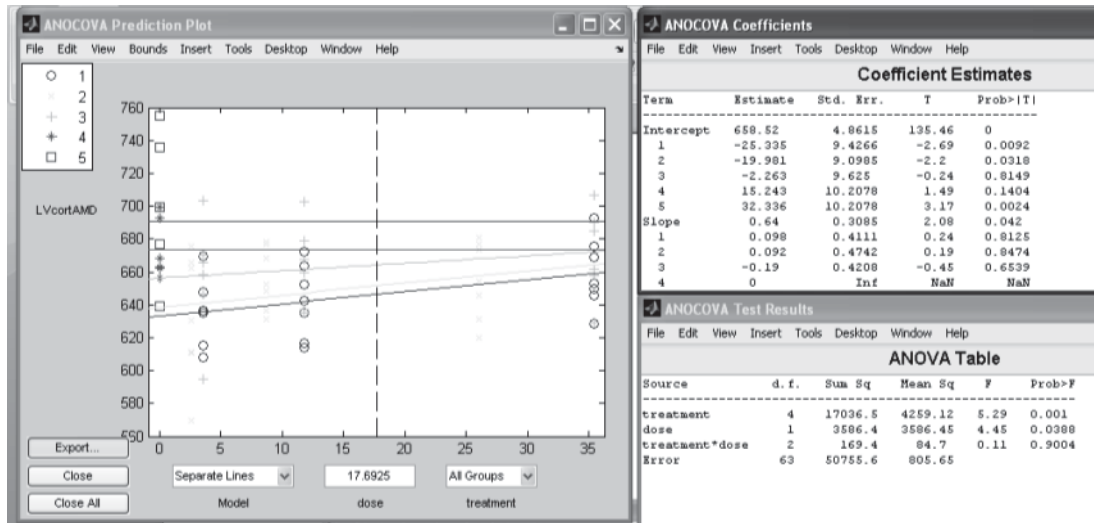 ANOCOVA Prediction Plot
File Edit View Bounds Insert Tools Desktop Window Help
1
2
3
4
5
760
740
720
700
680
660
640
620
600
580
560
550
LVcortAMD
0 5 10 15 20 25 30 35
Export...
Close
Close All
Separate Lines
17.6925
All Groups
Model dose treatment
ANOCOVA Coefficients
File Edit View Insert Tools Desktop Window Help
Coefficient Estimates
Term Estimate Std. Err. T Prob>|T|
Intercept 658.52 4.8615 135.46 0
1 -25.335 9.4266 -2.69 0.0092
2 -19.981 9.0985 -2.2 0.0318
3 -2.263 9.625 -0.24 0.8149
4 15.243 10.2078 1.49 0.1404
5 32.336 10.2078 3.17 0.0024
Slope 0.64 0.3085 2.08 0.042
1 0.098 0.4111 0.24 0.8125
2 0.092 0.4742 0.19 0.8474
3 -0.19 0.4208 -0.45 0.6539
4 0 Inf NaN NaN
ANOCOVA Test Results
File Edit View Insert Tools Desktop Window Help
ANOVA Table
Source d.f. Sum Sq Mean Sq F Prob>F
treatment 4 17036.5 4259.12 5.29 0.001
dose 1 3586.4 3586.45 4.45 0.0388
treatment*dose 2 169.4 84.7 0.11 0.9004
Error 63 50755.6 805.65